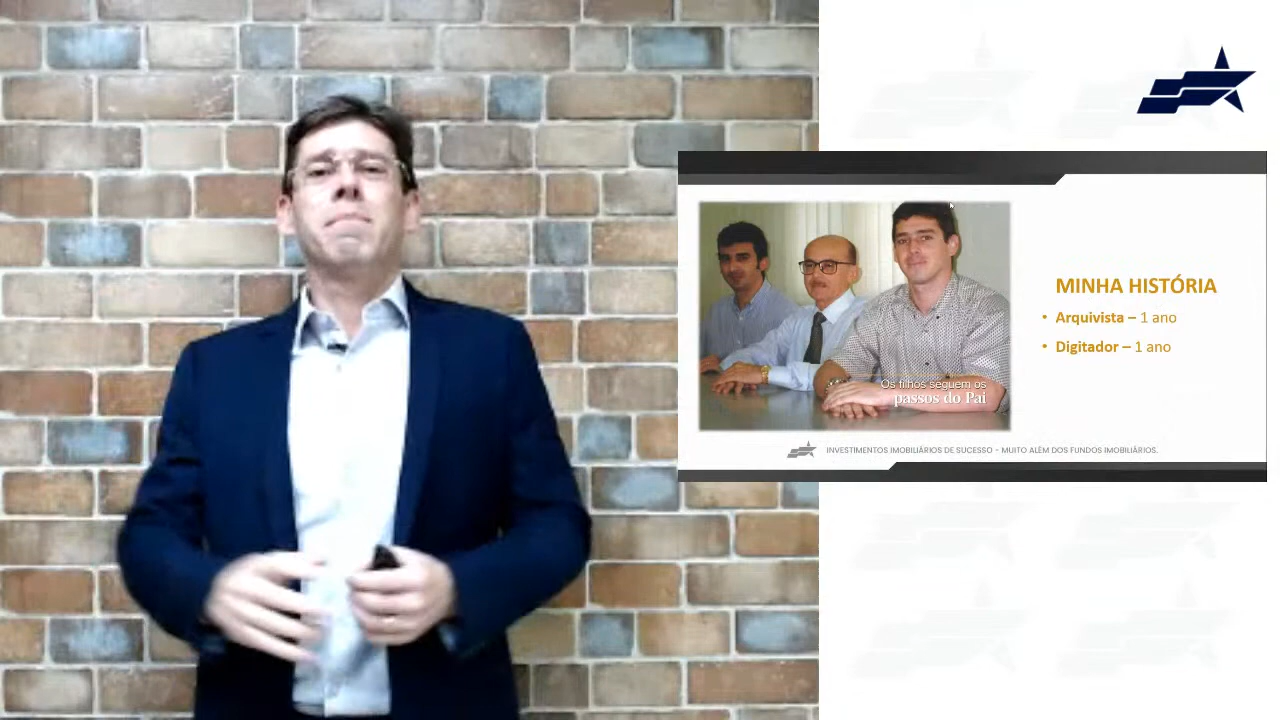 MINHA HISTÓRIA
• Arquivista – 1 ano
• Digitador – 1 ano
Os filhos seguem os
passos do Pai
INVESTIMENTOS IMOBILIÁRIOS DE SUCESSO - MUITO ALÉM DOS FUNDOS IMOBILIÁRIOS.